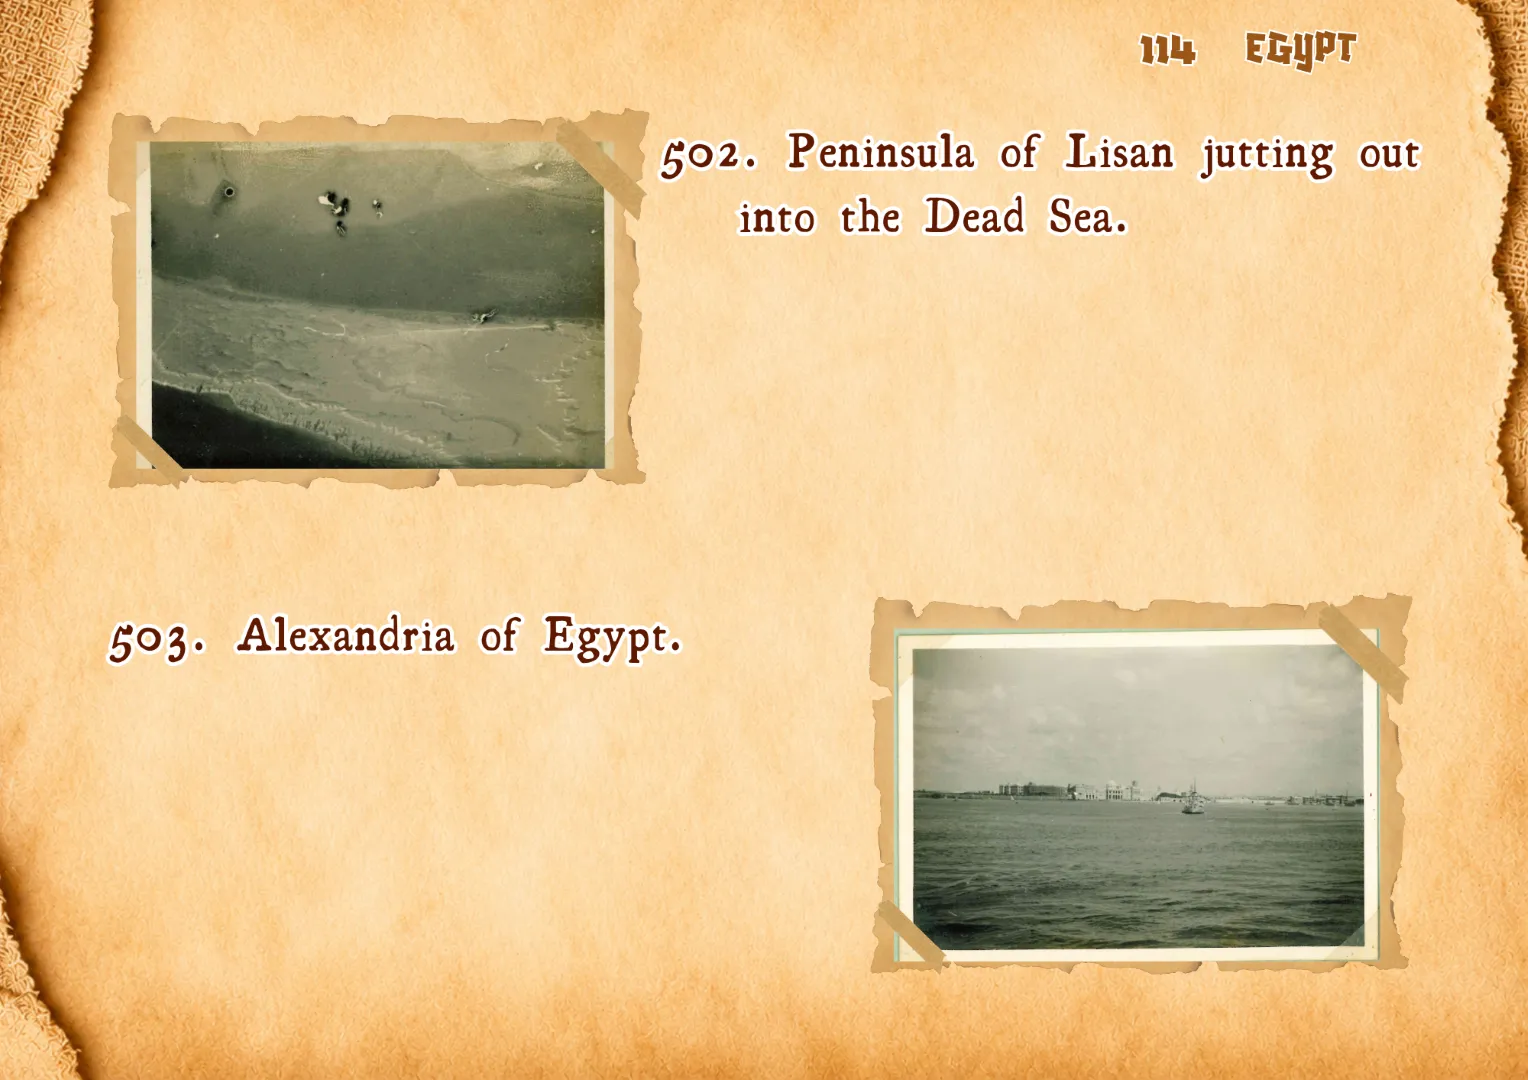 114 EGYPT
502. Peninsula of Lisan jutting out
into the Dead Sea.
503. Alexandria of Egypt.